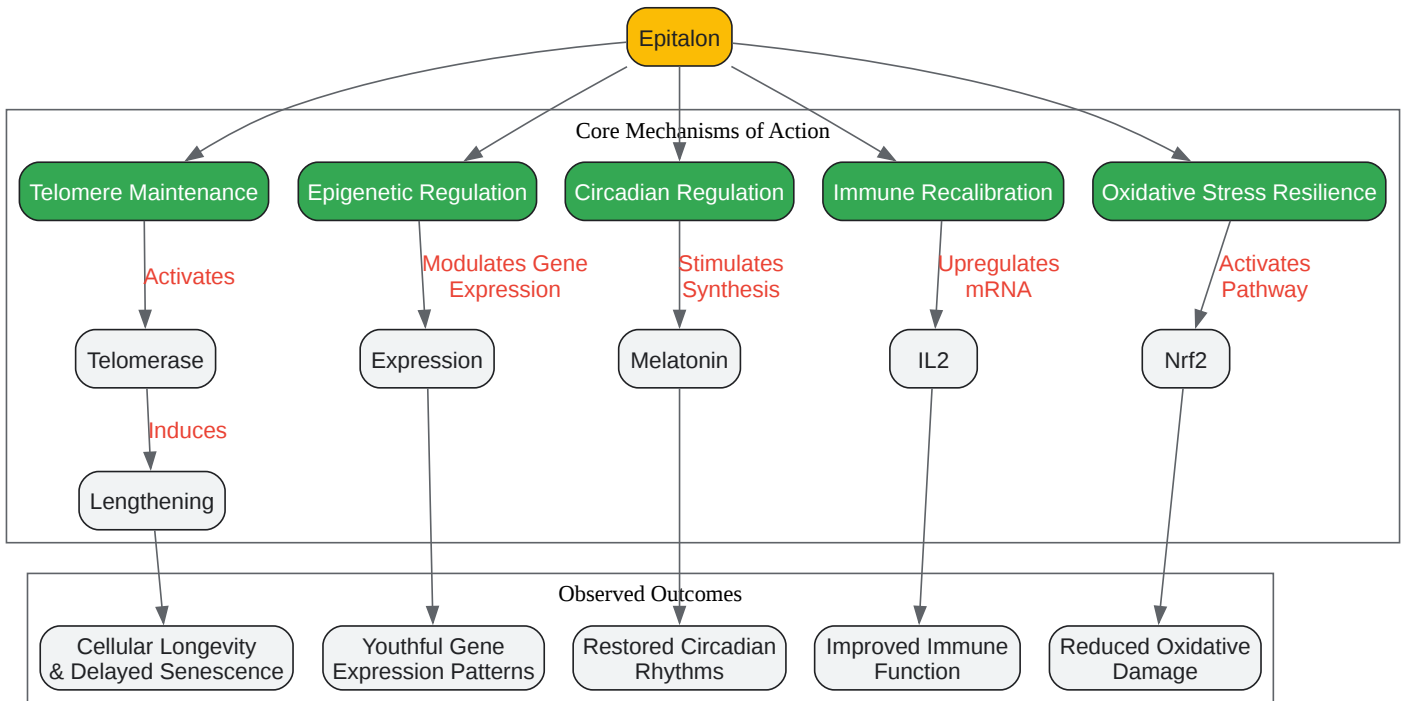 Epitalon
Core Mechanisms of Action
Telomere Maintenance
Epigenetic Regulation
Circadian Regulation
Immune Recalibration
Oxidative Stress Resilience
Activates
Modulates Gene
Expression
Stimulates
Synthesis
Upregulates
mRNA
Activates
Pathway
Telomerase
Expression
Melatonin
IL2
Nrf2
Induces
Lengthening
Observed Outcomes
Cellular Longevity
& Delayed Senescence
Youthful Gene
Expression Patterns
Restored Circadian
Rhythms
Improved Immune
Function
Reduced Oxidative
Damage